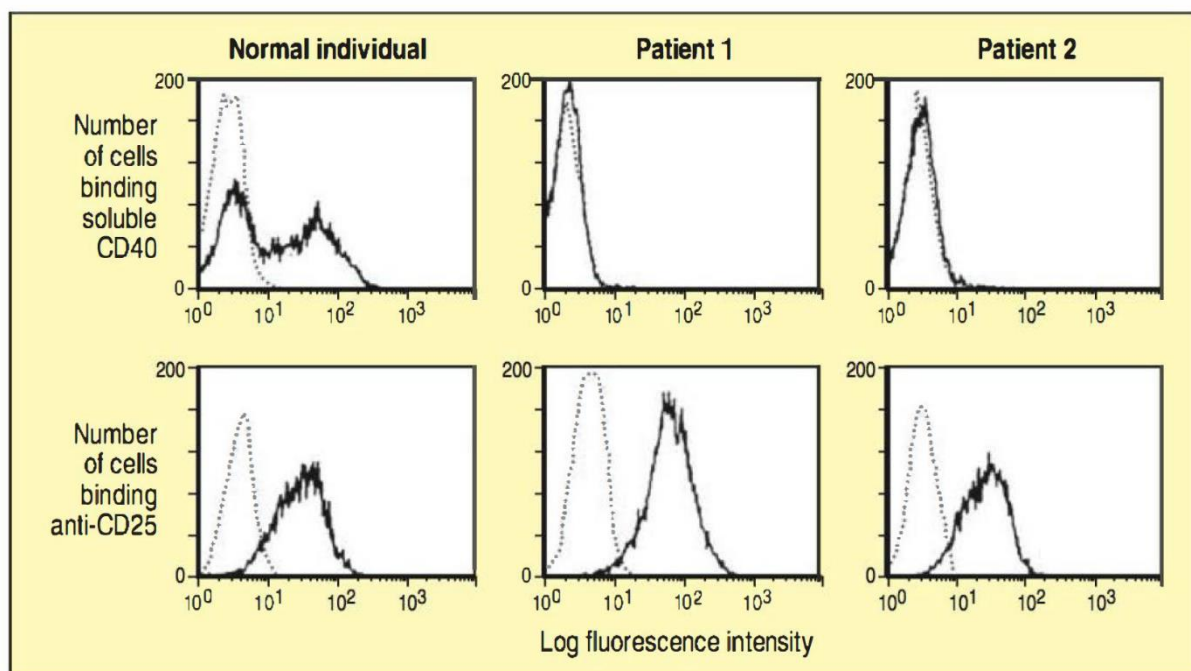 Normal individual
Patient 1
Patient 2
Number
of cells
binding
soluble
CD40
200
0
10⁰ 10¹ 10² 10³
200
0
10⁰ 10¹ 10² 10³
200
0
10⁰ 10¹ 10² 10³
Number
of cells
binding
anti-CD25
200
0
10⁰ 10¹ 10² 10³
200
0
10⁰ 10¹ 10² 10³
200
0
10⁰ 10¹ 10² 10³
Log fluorescence intensity